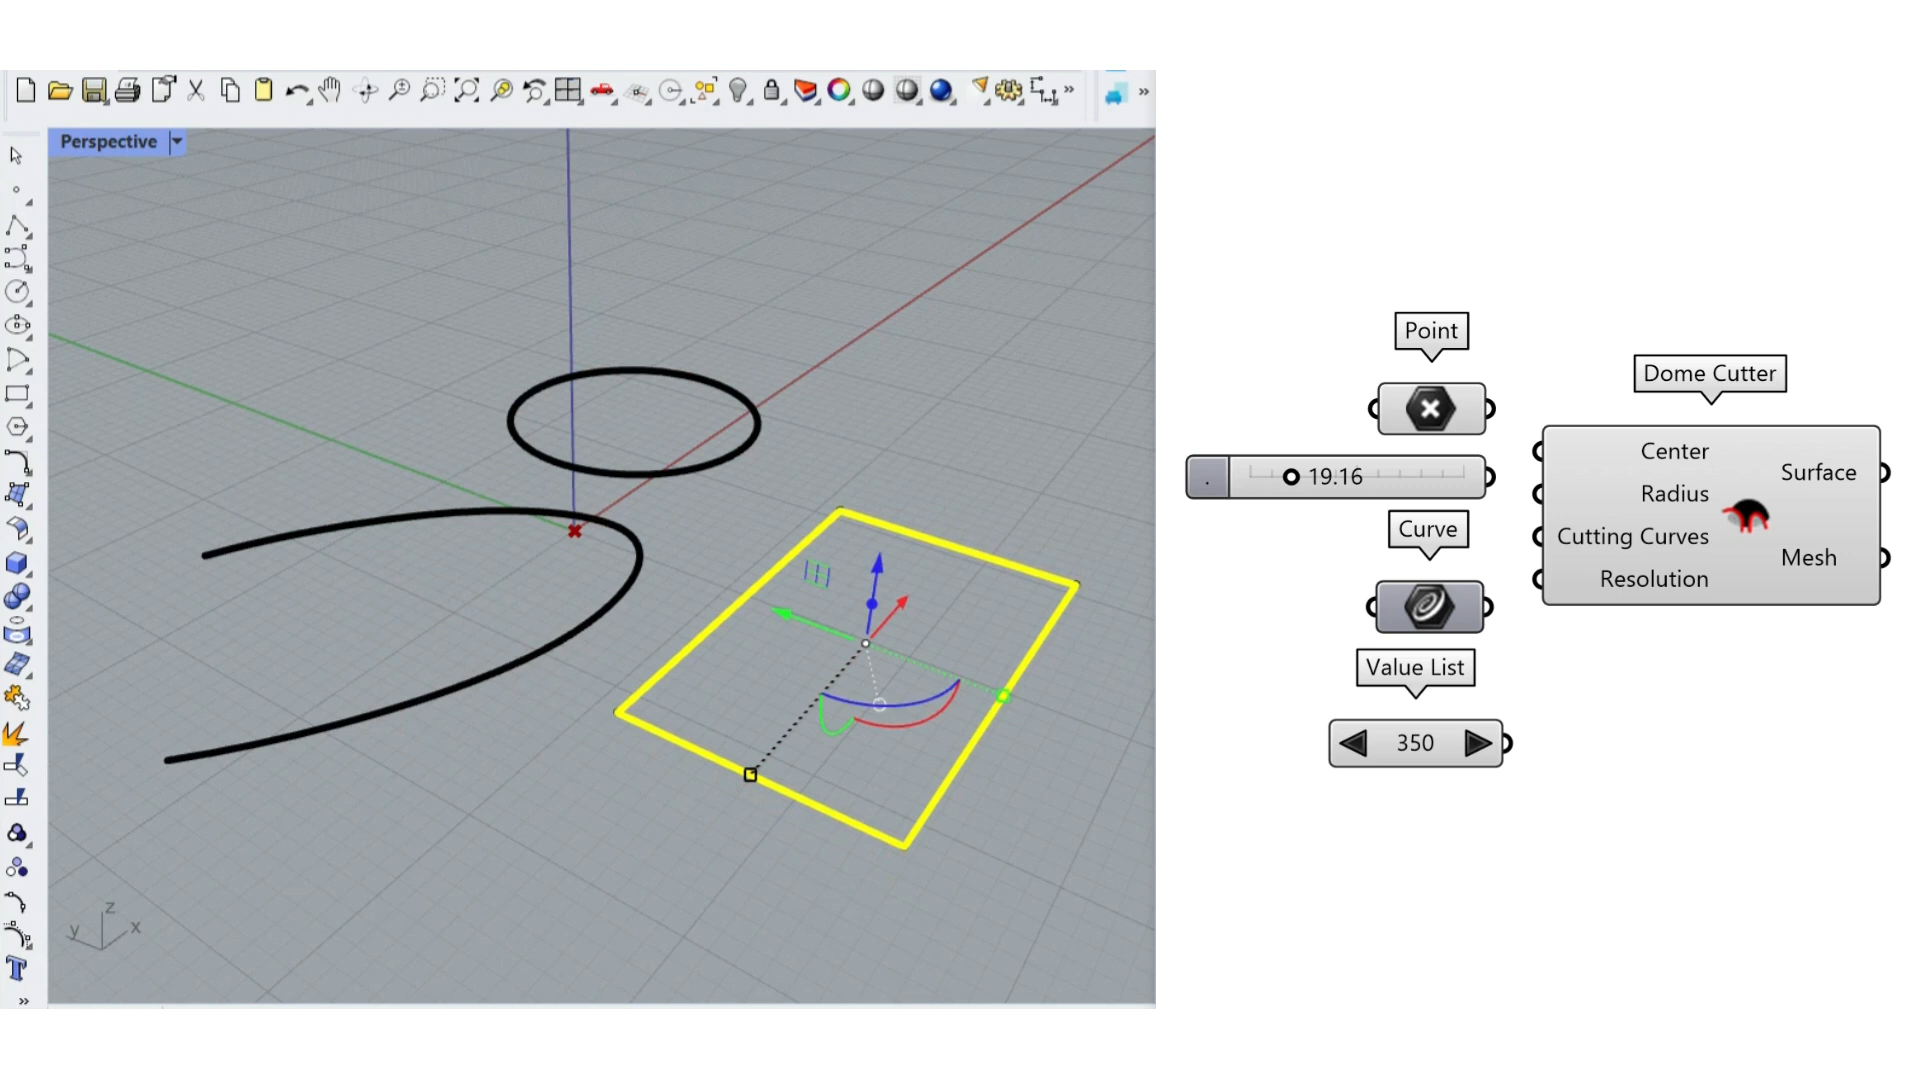 Perspective
z
y
x
Point
Dome Cutter
Center
Radius
Cutting Curves
Resolution
Surface
Mesh
19.16
Curve
Value List
350